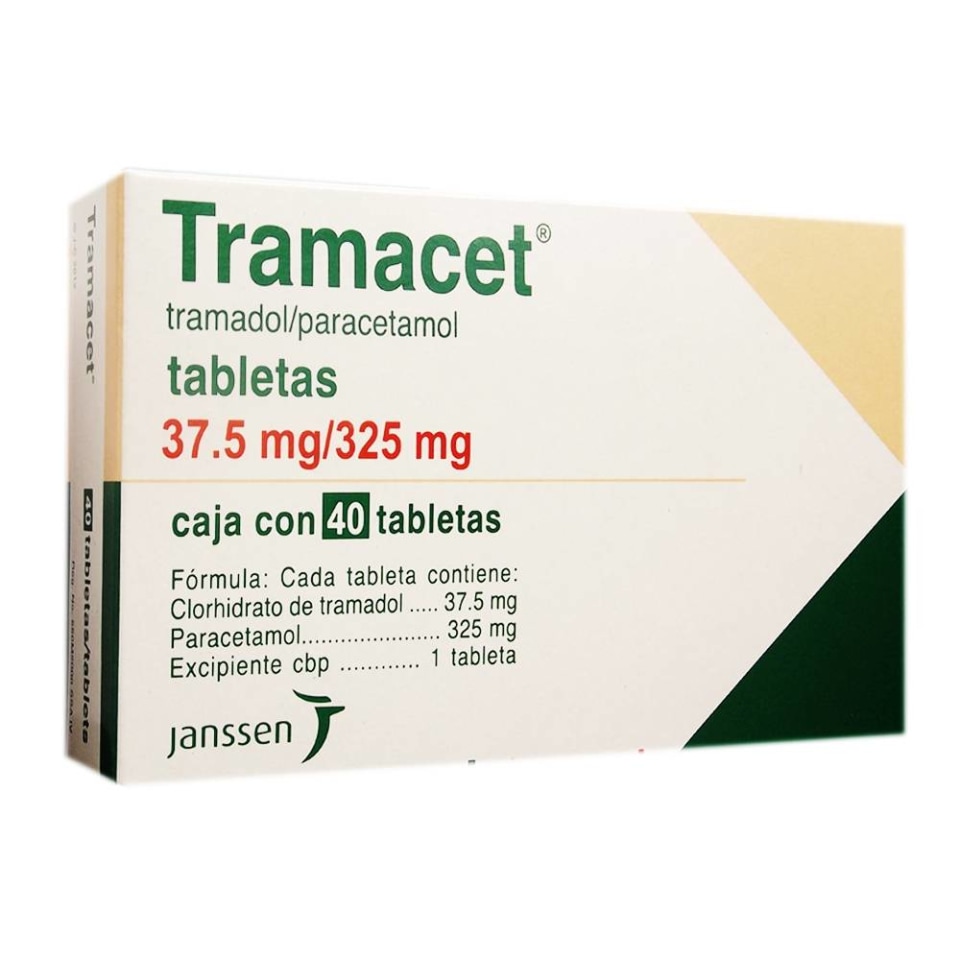 Tramacet®
tramadol/paracetamol
tabletas
37.5 mg/325 mg
caja con 40 tabletas
Fórmula: Cada tableta contiene:
Clorhidrato de tramadol ..... 37.5 mg
Paracetamol...................... 325 mg
Excipiente cbp ............ 1 tableta
janssen
Tramacet
40 tabletas/tablets